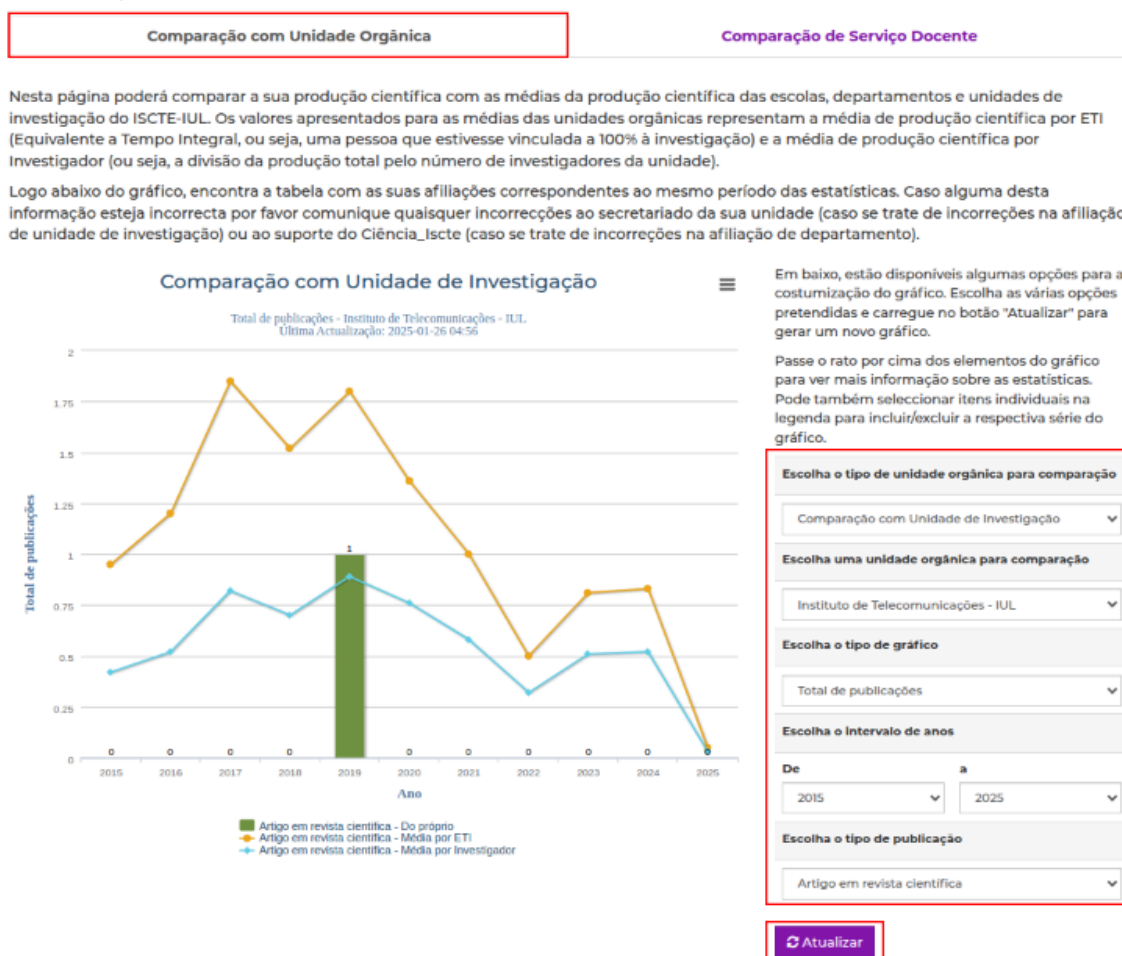 Comparação com Unidade Orgânica
Comparação de Serviço Docente
Nesta página poderá comparar a sua produção científica com as médias da produção científica das escolas, departamentos e unidades de
investigação do ISCTE-IUL. Os valores apresentados para as médias das unidades orgânicas representam a média de produção científica por ETI
(Equivalente a Tempo Integral, ou seja, uma pessoa que estivesse vinculada a 100% à investigação) e a média de produção científica por
Investigador (ou seja, a divisão da produção total pelo número de investigadores da unidade).
Logo abaixo do gráfico, encontra a tabela com as suas afiliações correspondentes ao mesmo período das estatísticas. Caso alguma desta
informação esteja incorrecta por favor comunique quaisquer incorrecções ao secretariado da sua unidade (caso se trate de incorreções na afiliação
de unidade de investigação) ou ao suporte do Ciência_Iscte (caso se trate de incorreções na afiliação de departamento).
Comparação com Unidade de Investigação
Total de publicações - Instituto de Telecomunicações - IUL
Última Actualização: 2025-01-26 04:56
Total de publicações
2
1.75
1.5
1.25
1
0.75
0.5
0.25
0
1
0 0 0 0 0 0 0 0 0 0
2015 2016 2017 2018 2019 2020 2021 2022 2023 2024 2025
Ano
Artigo em revista científica - Do próprio
Artigo em revista científica - Média por ETI
Artigo em revista científica - Média por Investigador
Em baixo, estão disponíveis algumas opções para a
costumização do gráfico. Escolha as várias opções
pretendidas e carregue no botão "Atualizar" para
gerar um novo gráfico.
Passe o rato por cima dos elementos do gráfico
para ver mais informação sobre as estatísticas.
Pode também seleccionar itens individuais na
legenda para incluir/excluir a respectiva série do
gráfico.
Escolha o tipo de unidade orgânica para comparação
Comparação com Unidade de Investigação
Escolha uma unidade orgânica para comparação
Instituto de Telecomunicações - IUL
Escolha o tipo de gráfico
Total de publicações
Escolha o intervalo de anos
De a
2015 2025
Escolha o tipo de publicação
Artigo em revista científica
Atualizar